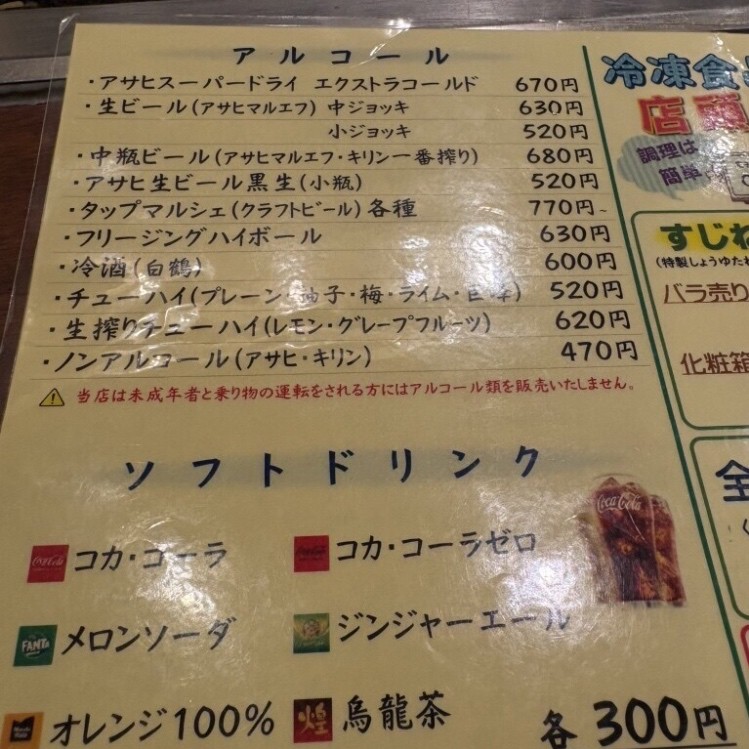 アルコール
・アサヒスーパードライ エクストラコールド 670円
・生ビール(アサヒマルエフ) 中ジョッキ 630円
小ジョッキ 520円
・中瓶ビール(アサヒマルエフ・キリン一番搾り) 680円
・アサヒ生ビール黒生(小瓶) 520円
・タップマルシェ(クラフトビール)各種 770円~
・フリージングハイボール 630円
・冷酒(白鶴) 600円
・チューハイ(プレーン・柚子・梅・ライム・巨峰) 520円
・生搾りチューハイ(レモン・グレープフルーツ) 620円
・ノンアルコール(アサヒ・キリン) 470円
⚠ 当店は未成年者と乗り物の運転をされる方にはアルコール類を販売いたしません。
ソフトドリンク
Coca-Cola
コカ・コーラ
コカ・コーラゼロ
FANTA
メロンソーダ
ジンジャーエール
オレンジ100%
煌
烏龍茶
各300円
冷凍食
店頭
調理は
簡単
すじね
(特製しょうゆたれ
バラ売り
化粧箱
全